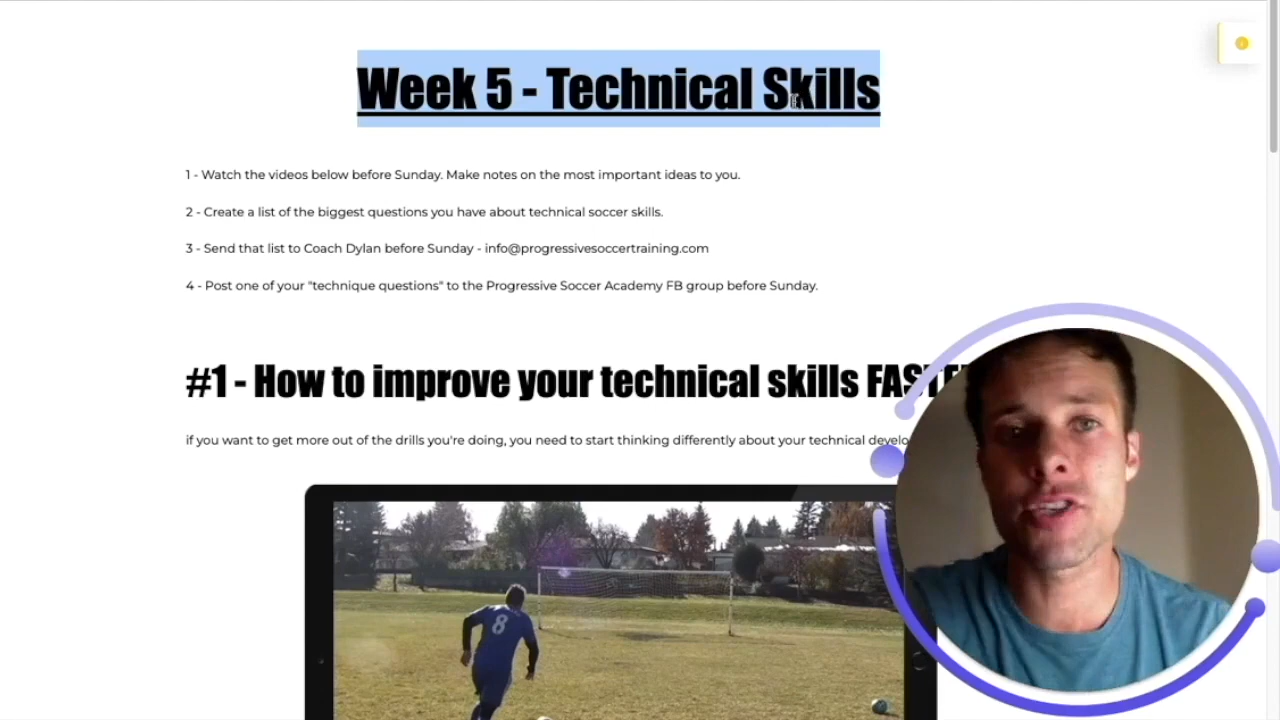 Week 5 - Technical Skills
1 - Watch the videos below before Sunday. Make notes on the most important ideas to you.
2 - Create a list of the biggest questions you have about technical soccer skills.
3 - Send that list to Coach Dylan before Sunday - info@progressivesoccertraining.com
4 - Post one of your "technique questions" to the Progressive Soccer Academy FB group before Sunday.
#1 - How to improve your technical skills
if you want to get more out of the drills you're doing, you need to start thinking differently about your technical
8